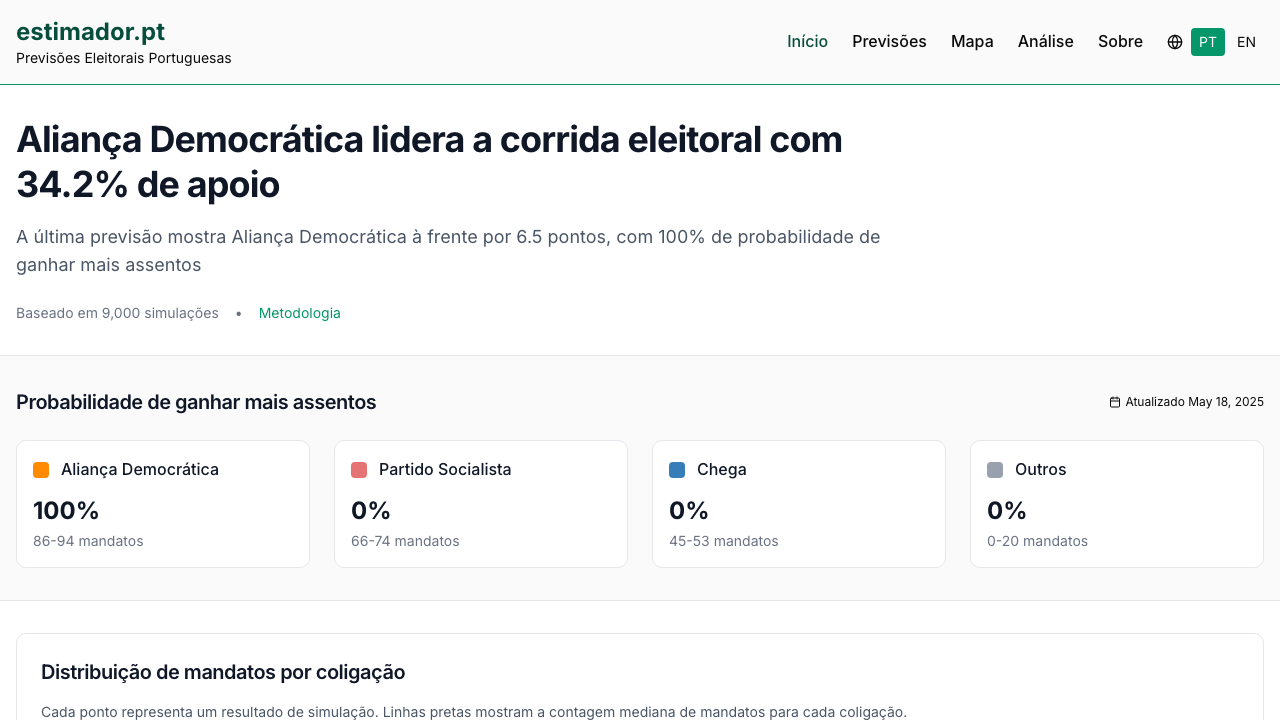 estimador.pt
Previsões Eleitorais Portuguesas
Início
Previsões
Mapa
Análise
Sobre
PT
EN
Aliança Democrática lidera a corrida eleitoral com
34.2% de apoio
A última previsão mostra Aliança Democrática à frente por 6.5 pontos, com 100% de probabilidade de
ganhar mais assentos
Baseado em 9,000 simulações • Metodologia
Probabilidade de ganhar mais assentos
Atualizado May 18, 2025
Aliança Democrática
100%
86-94 mandatos
Partido Socialista
0%
66-74 mandatos
Chega
0%
45-53 mandatos
Outros
0%
0-20 mandatos
Distribuição de mandatos por coligação
Cada ponto representa um resultado de simulação. Linhas pretas mostram a contagem mediana de mandatos para cada coligação.